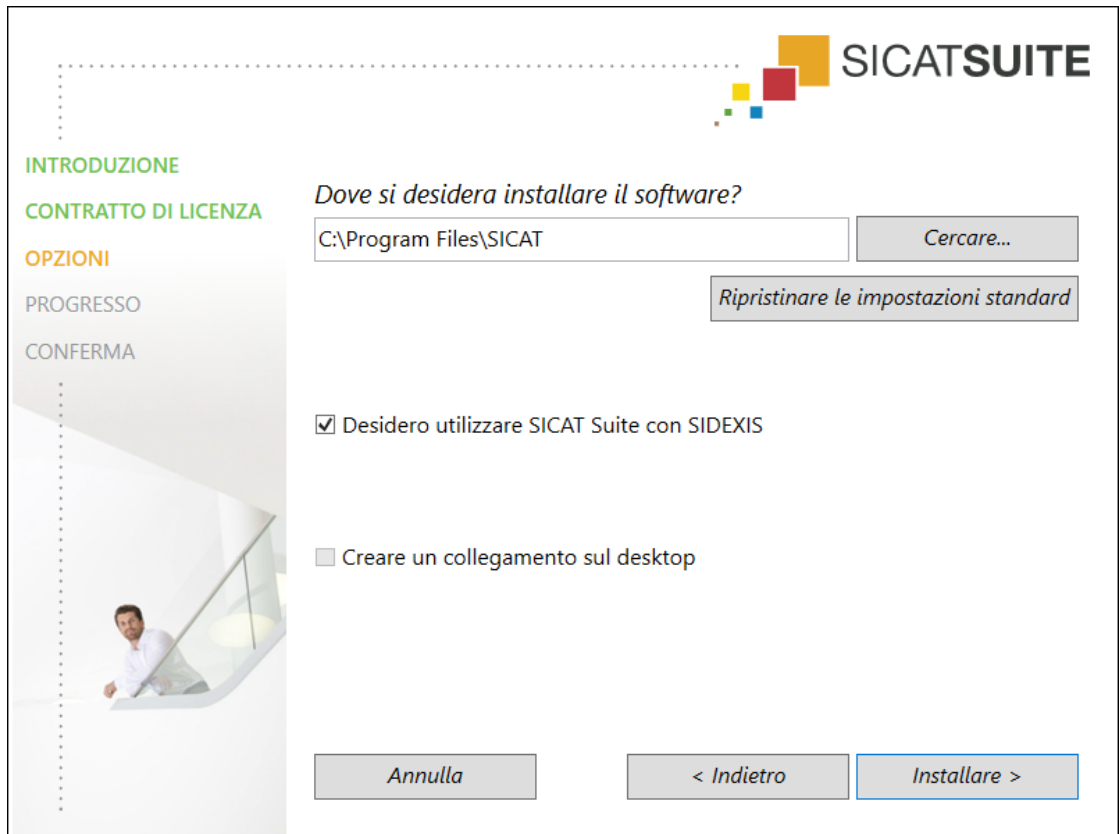 SICATSUITE
INTRODUZIONE
CONTRATTO DI LICENZA
OPZIONI
PROGRESSO
CONFERMA
Dove si desidera installare il software?
C:\Program Files\SICAT
Cercare...
Ripristinare le impostazioni standard
Desidero utilizzare SICAT Suite con SIDEXIS
Creare un collegamento sul desktop
Annulla
< Indietro
Installare >